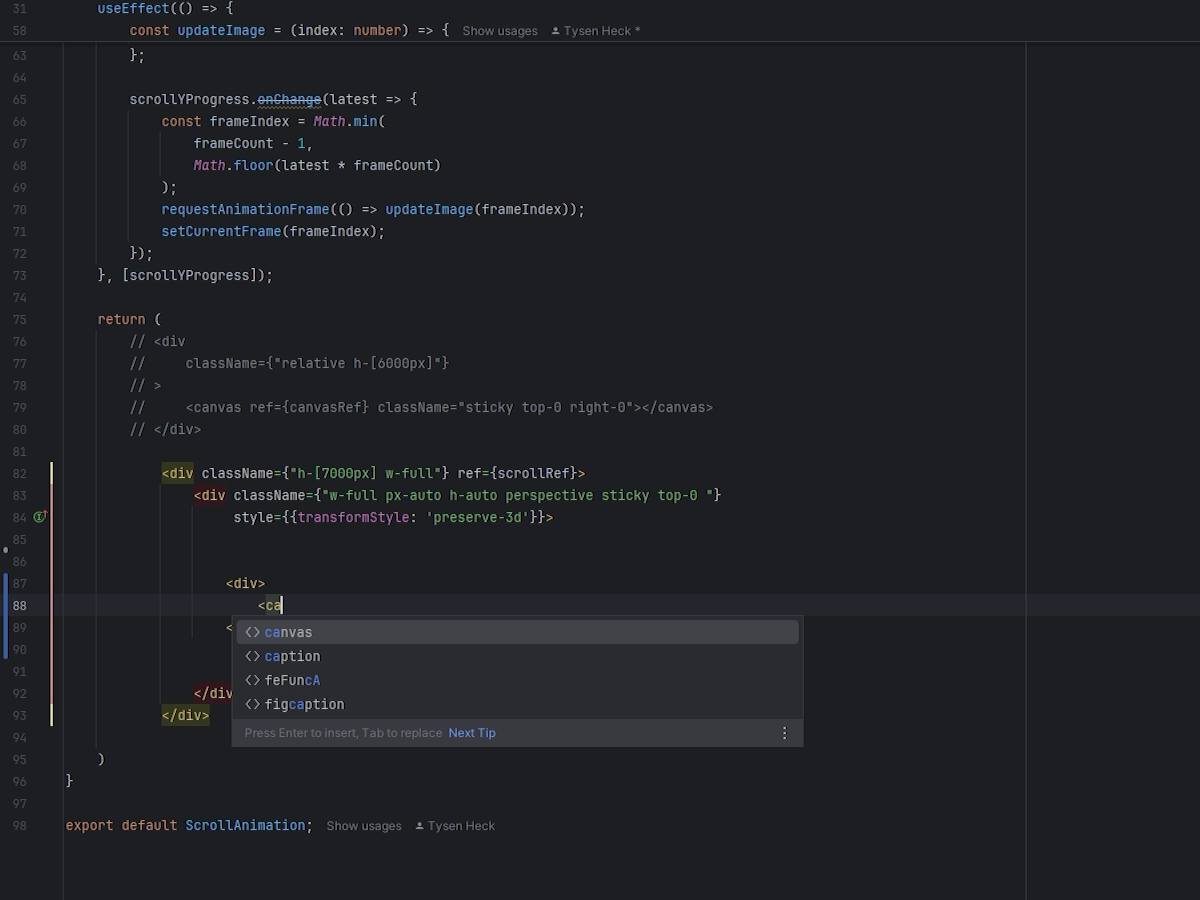 31 useEffect(() => {
58 const updateImage = (index: number) => { Show usages Tysen Heck *
63 };
64
65 scrollYProgress.onChange(latest => {
66 const frameIndex = Math.min(
67 frameCount - 1,
68 Math.floor(latest * frameCount)
69 );
70 requestAnimationFrame(() => updateImage(frameIndex));
71 setCurrentFrame(frameIndex);
72 });
73 }, [scrollYProgress]);
74
75 return (
76 // <div
77 // className={"relative h-[6000px]"}
78 // >
79 // <canvas ref={canvasRef} className="sticky top-0 right-0"></canvas>
80 // </div>
81
82 <div className={"h-[7000px] w-full"} ref={scrollRef}>
83 <div className={"w-full px-auto h-auto perspective sticky top-0 "}
84 style={{transformStyle: 'preserve-3d'}}>
85
86
87 <div>
88 <ca
89 <
<> canvas
90
<> caption
91
<> feFuncA
92 </div
<> figcaption
93 </div>
Press Enter to insert, Tab to replace Next Tip
94
95 )
96 }
97
98 export default ScrollAnimation; Show usages Tysen Heck